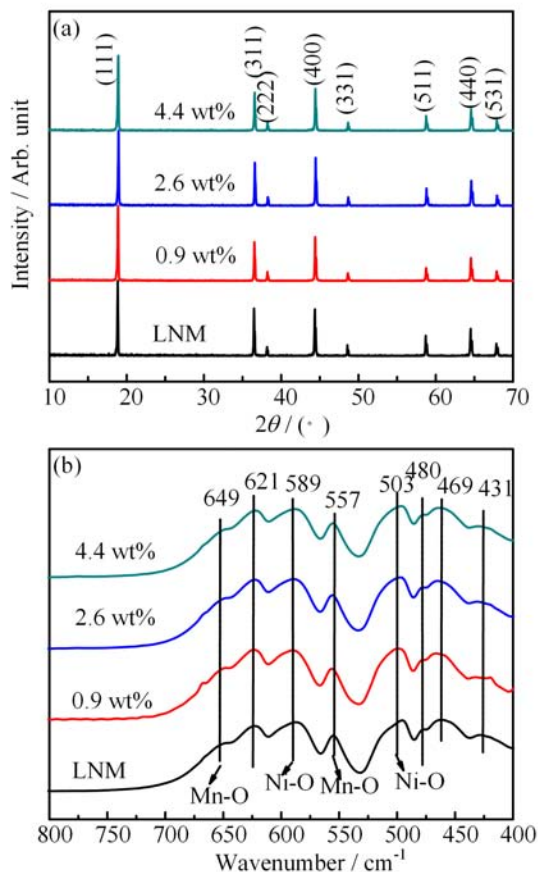 (a)
(111)
(311)
(222)
(400)
(331)
(511)
(440)
(531)
4.4 wt%
2.6 wt%
0.9 wt%
LNM
Intensity / Arb. unit
10 20 30 40 50 60 70
2θ / (°)
(b)
649 621 589 557 503 480 469 431
4.4 wt%
2.6 wt%
0.9 wt%
LNM
Mn-O Ni-O Mn-O Ni-O
800 750 700 650 600 550 500 450 400
Wavenumber / cm⁻¹